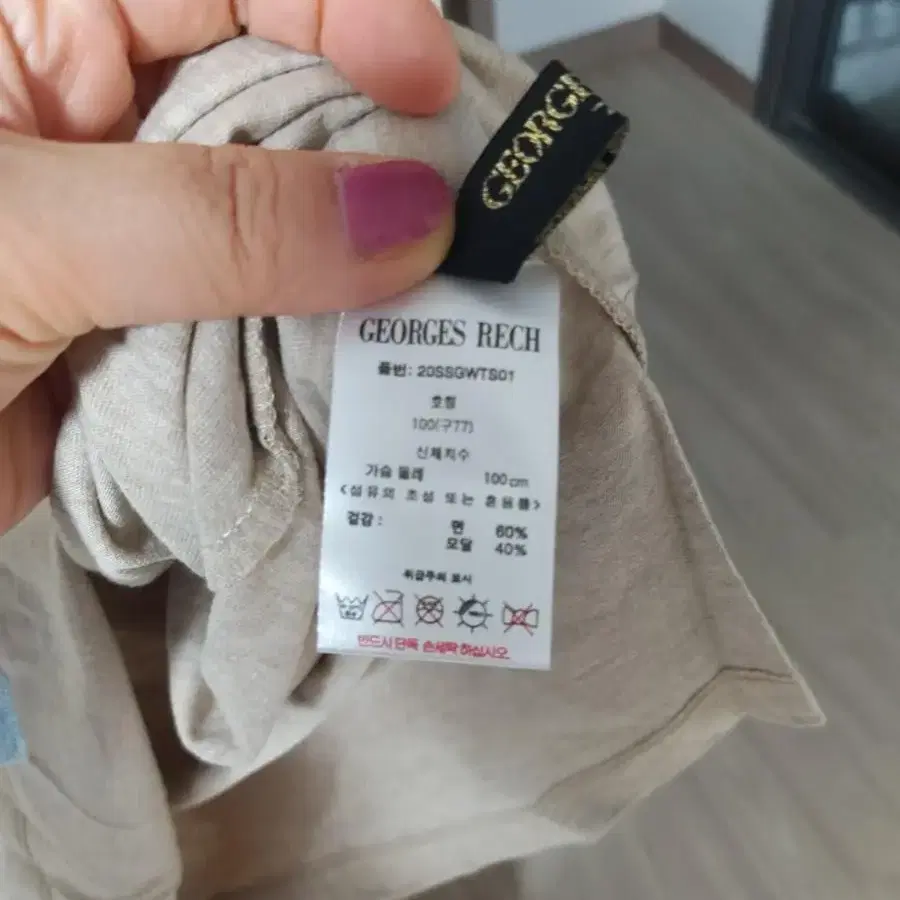 GEORGE
GEORGES RECH
품번: 20SSGWTS01
호칭
100(구77)
신체치수
가슴 둘레 100cm
<섬유의 조성 또는 혼용률>
겉감: 면 60%
모달 40%
취급주의 표시
반드시 단독 손세탁 하십시오